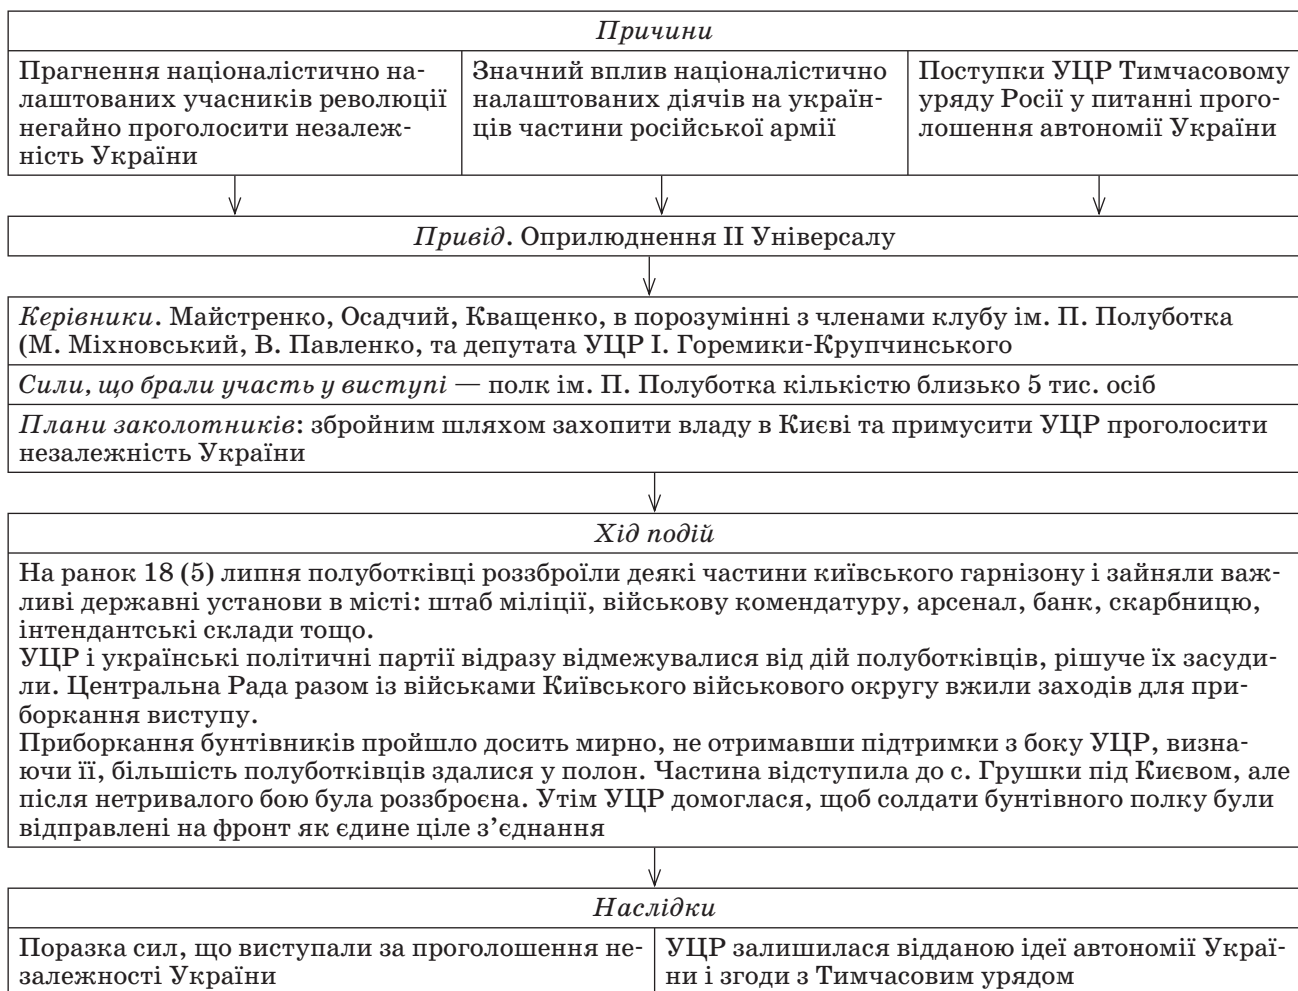 Причини
Прагнення націоналістично на-
лаштованих учасників революції
негайно проголосити незалеж-
ність України
Значний вплив націоналістично
налаштованих діячів на україн-
ців частини російської армії
Поступки УЦР Тимчасовому
уряду Росії у питанні прого-
лошення автономії України
Привід. Оприлюднення II Універсалу
Керівники. Майстренко, Осадчий, Кващенко, в порозумінні з членами клубу ім. П. Полуботка
(М. Міхновський, В. Павленко, та депутата УЦР І. Горемики-Крупчинського
Сили, що брали участь у виступі — полк ім. П. Полуботка кількістю близько 5 тис. осіб
Плани заколотників: збройним шляхом захопити владу в Києві та примусити УЦР проголосити
незалежність України
Хід подій
На ранок 18 (5) липня полуботківці роззброїли деякі частини київського гарнізону і зайняли важ-
ливі державні установи в місті: штаб міліції, військову комендатуру, арсенал, банк, скарбницю,
інтендантські склади тощо.
УЦР і українські політичні партії відразу відмежувалися від дій полуботківців, рішуче їх засуди-
ли. Центральна Рада разом із військами Київського військового округу вжили заходів для при-
боркання виступу.
Приборкання бунтівників пройшло досить мирно, не отримавши підтримки з боку УЦР, визна-
ючи її, більшість полуботківців здалися у полон. Частина відступила до с. Грушки під Києвом, але
після нетривалого бою була роззброєна. Утім УЦР домоглася, щоб солдати бунтівного полку були
відправлені на фронт як єдине ціле з’єднання
Наслідки
Поразка сил, що виступали за проголошення не-
залежності України
УЦР залишилася відданою ідеї автономії Украї-
ни і згоди з Тимчасовим урядом